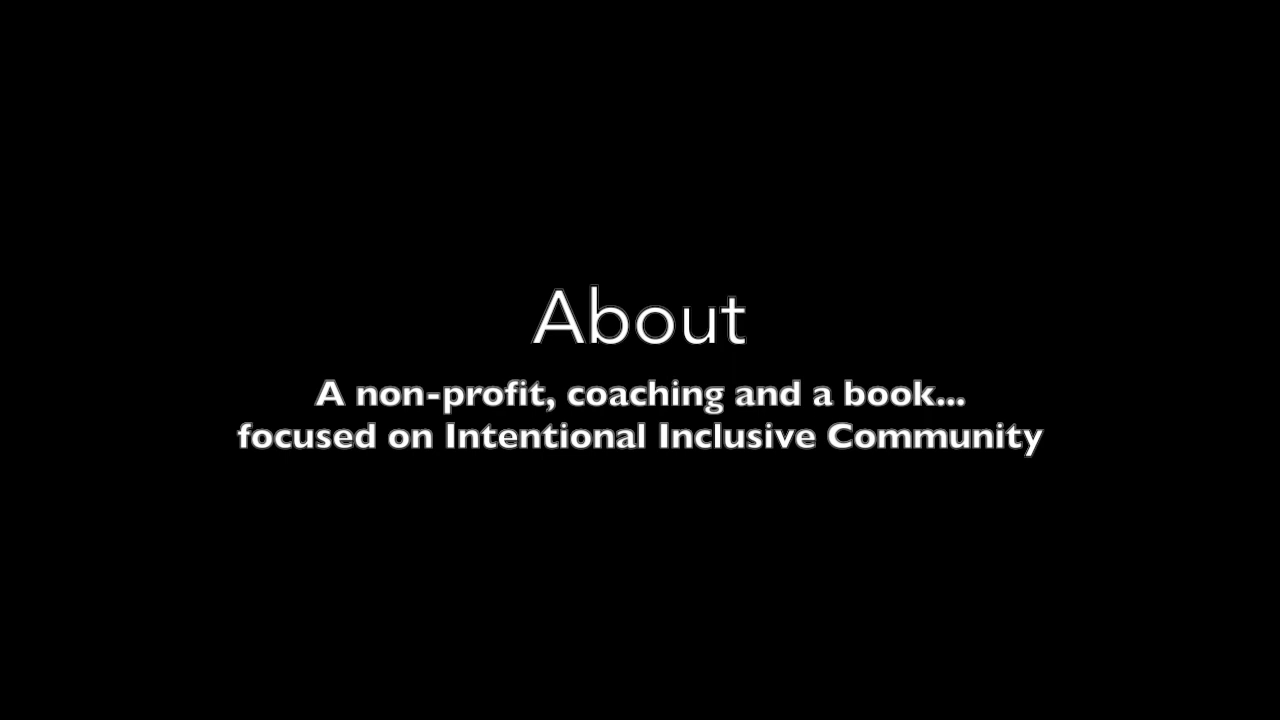 About
A non-profit, coaching and a book...
focused on Intentional Inclusive Community